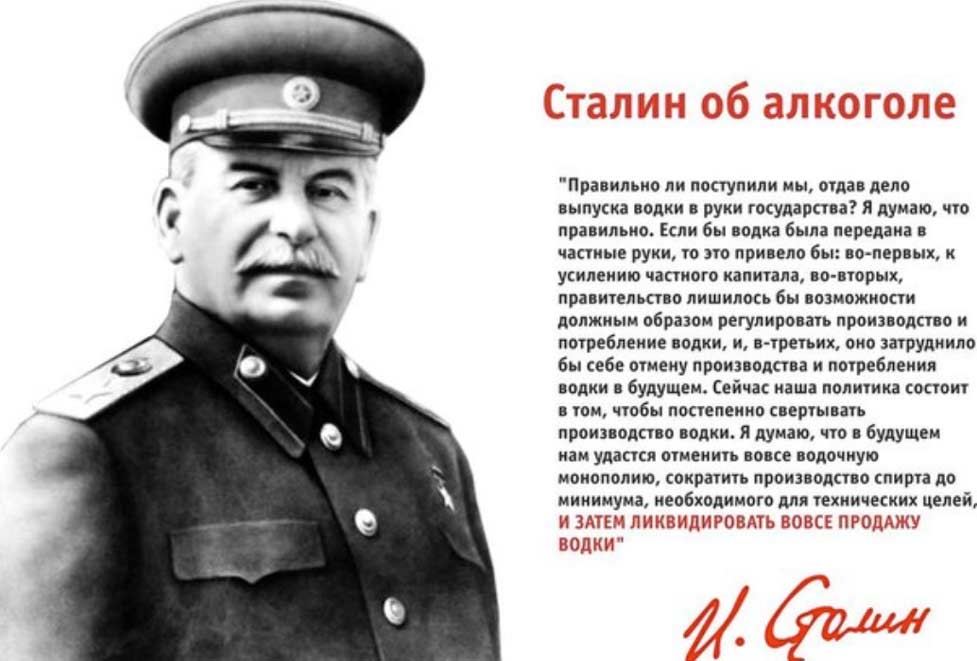 Сталин об алкоголе
"Правильно ли поступили мы, отдав дело
выпуска водки в руки государства? Я думаю, что
правильно. Если бы водка была передана в
частные руки, то это привело бы: во-первых, к
усилению частного капитала, во-вторых,
правительство лишилось бы возможности
должным образом регулировать производство и
потребление водки, и, в-третьих, оно затруднило
бы себе отмену производства и потребления
водки в будущем. Сейчас наша политика состоит
в том, чтобы постепенно свертывать
производство водки. Я думаю, что в будущем
нам удастся отменить вовсе водочную
монополию, сократить производство спирта до
минимума, необходимого для технических целей,
И ЗАТЕМ ЛИКВИДИРОВАТЬ ВОВСЕ ПРОДАЖУ
ВОДКИ"
И. Сталин